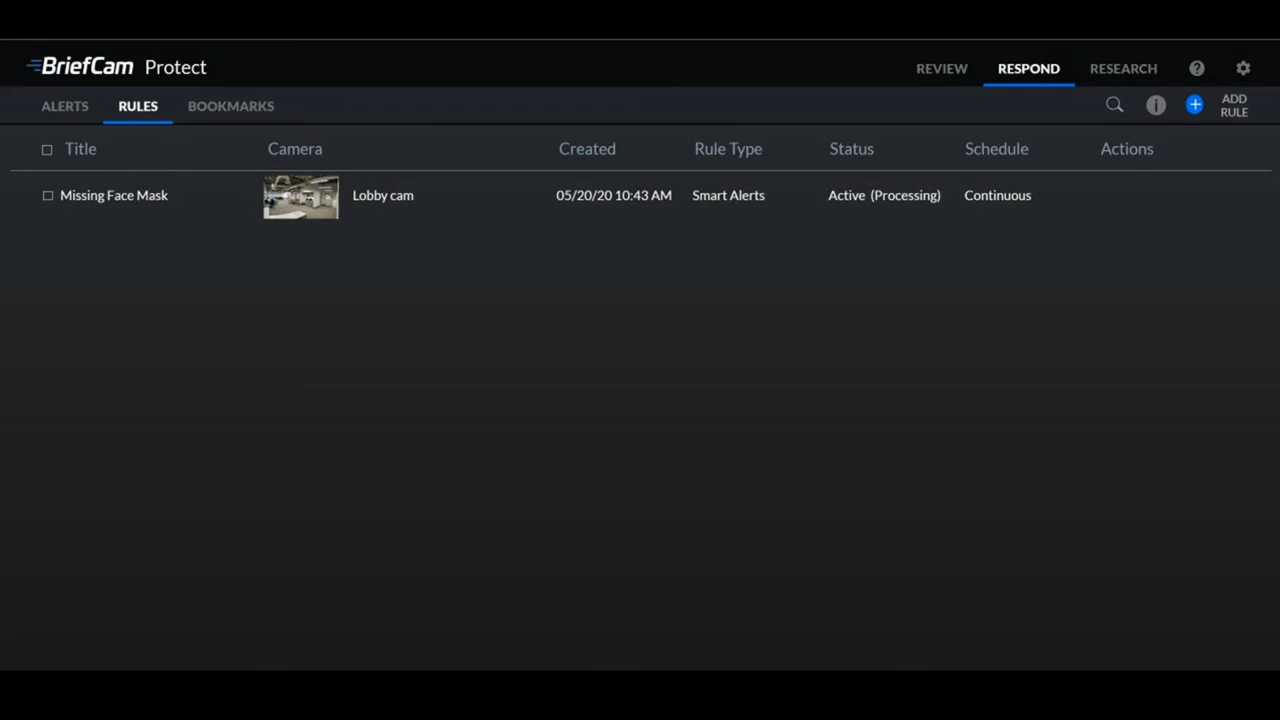 BriefCam Protect
REVIEW RESPOND RESEARCH ?
ALERTS RULES BOOKMARKS
i + ADD RULE
Title Camera Created Rule Type Status Schedule Actions
Missing Face Mask Lobby cam 05/20/20 10:43 AM Smart Alerts Active (Processing) Continuous